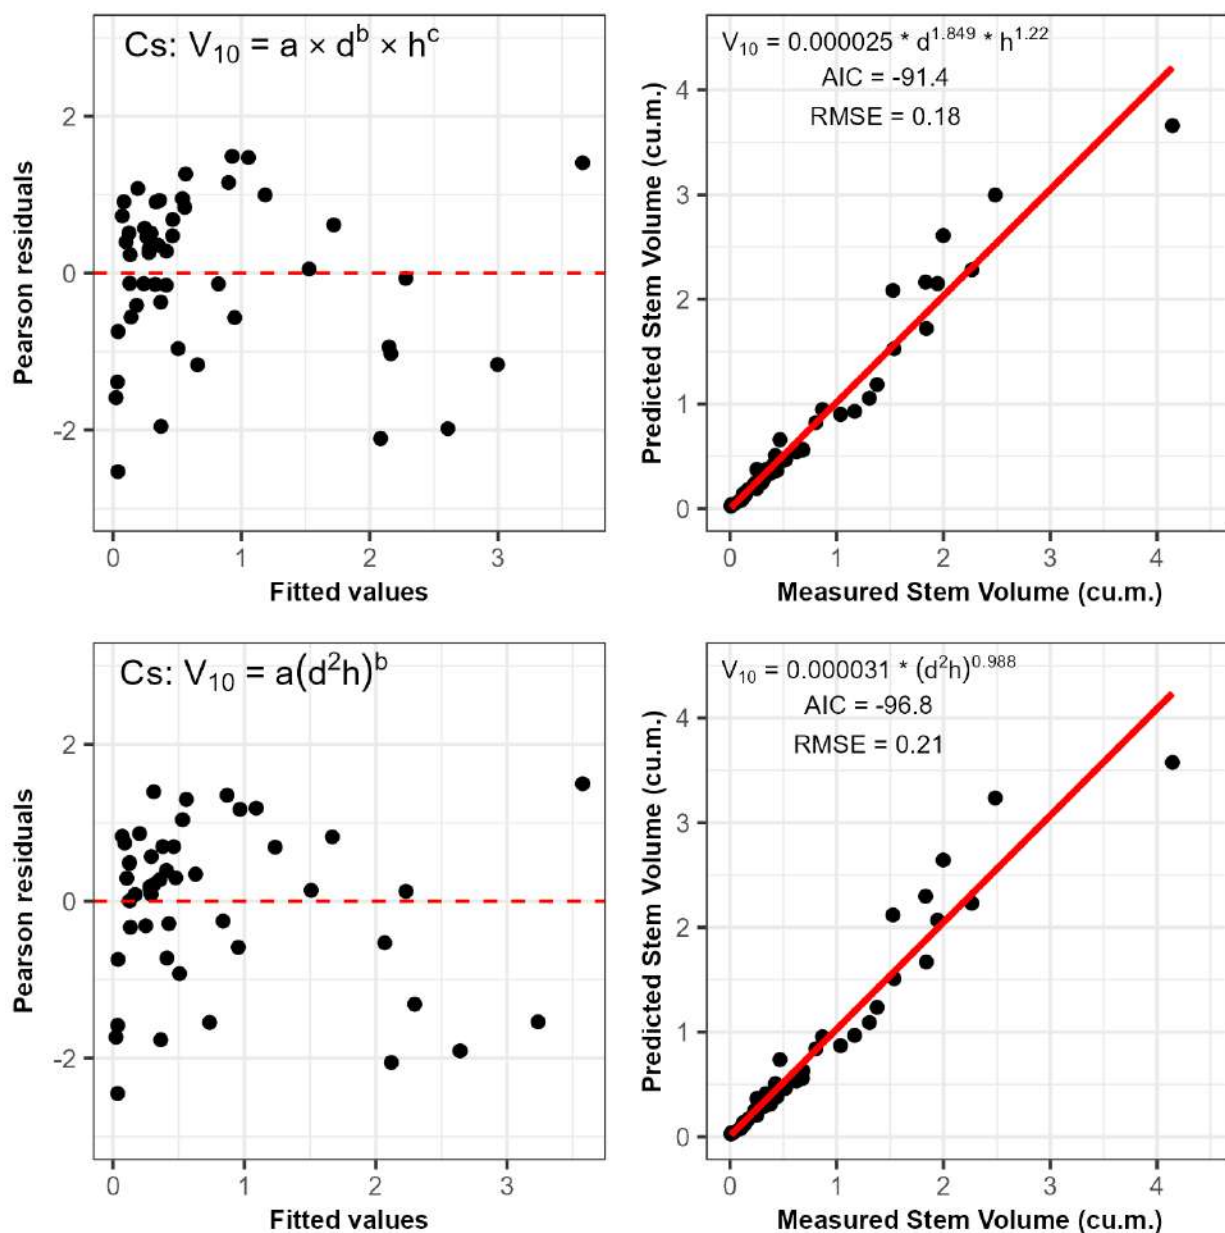 Cs: V₁₀ = a × dᵇ × hᶜ
2
0
-2
Pearson residuals
0 1 2 3
Fitted values
V₁₀ = 0.000025 * d¹·⁸⁴⁹ * h¹·²²
AIC = -91.4
RMSE = 0.18
4
3
2
1
0
Predicted Stem Volume (cu.m.)
0 1 2 3 4
Measured Stem Volume (cu.m.)
Cs: V₁₀ = a(d²h)ᵇ
2
0
-2
Pearson residuals
0 1 2 3
Fitted values
V₁₀ = 0.000031 * (d²h)⁰·⁹⁸⁸
AIC = -96.8
RMSE = 0.21
4
3
2
1
0
Predicted Stem Volume (cu.m.)
0 1 2 3 4
Measured Stem Volume (cu.m.)